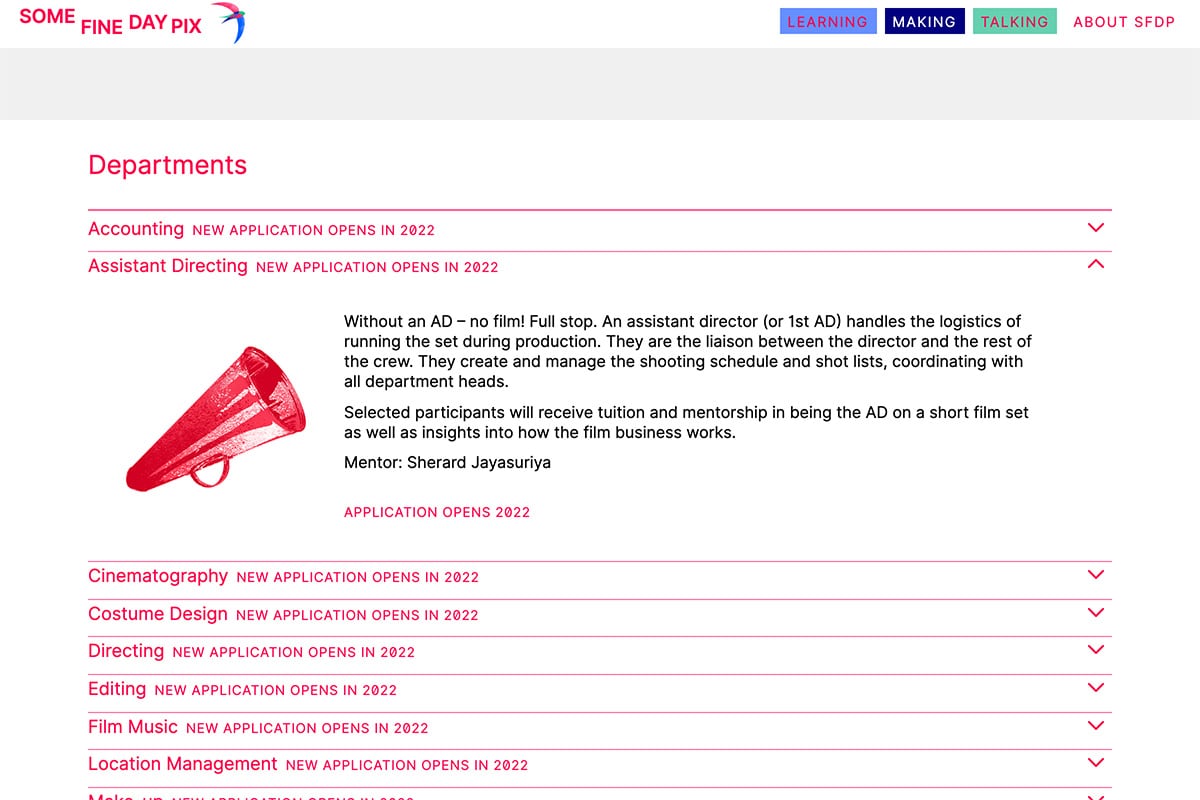 SOME FINE DAY PIX
LEARNING MAKING TALKING ABOUT SFDP
Departments
Accounting NEW APPLICATION OPENS IN 2022
Assistant Directing NEW APPLICATION OPENS IN 2022
Without an AD – no film! Full stop. An assistant director (or 1st AD) handles the logistics of
running the set during production. They are the liaison between the director and the rest of
the crew. They create and manage the shooting schedule and shot lists, coordinating with
all department heads.
Selected participants will receive tuition and mentorship in being the AD on a short film set
as well as insights into how the film business works.
Mentor: Sherard Jayasuriya
APPLICATION OPENS 2022
Cinematography NEW APPLICATION OPENS IN 2022
Costume Design NEW APPLICATION OPENS IN 2022
Directing NEW APPLICATION OPENS IN 2022
Editing NEW APPLICATION OPENS IN 2022
Film Music NEW APPLICATION OPENS IN 2022
Location Management NEW APPLICATION OPENS IN 2022
Make-up NEW APPLICATION OPENS IN 2022